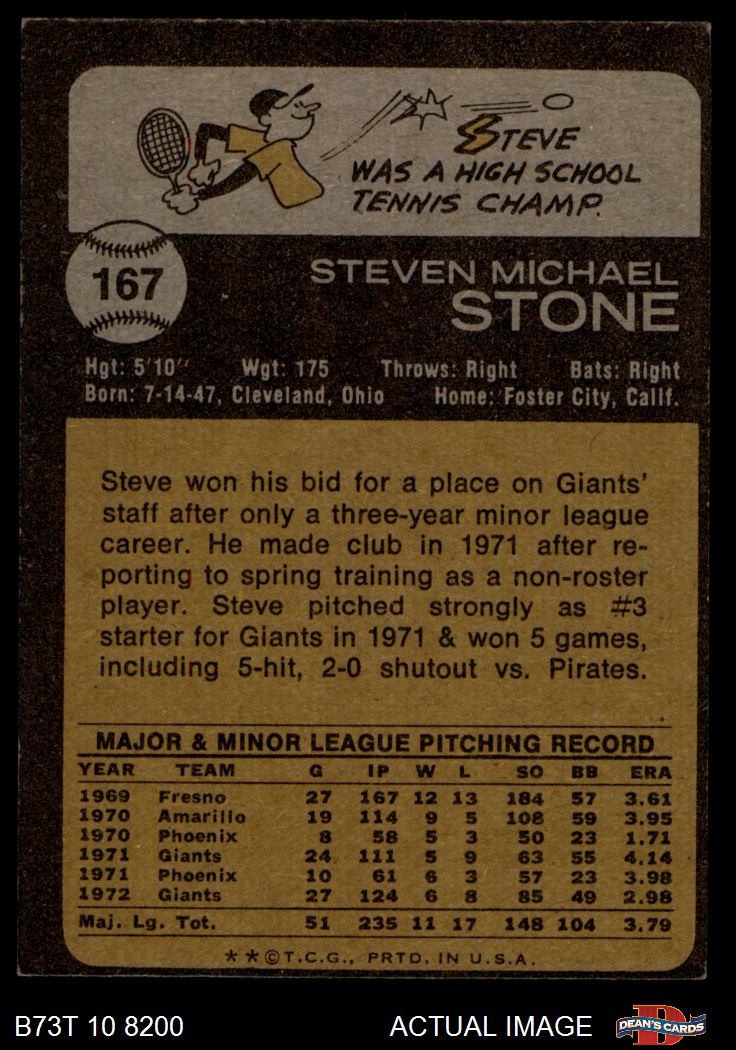 STEVE
WAS A HIGH SCHOOL
TENNIS CHAMP.
167
STEVEN MICHAEL
STONE
Hgt: 5'10" Wgt: 175 Throws: Right Bats: Right
Born: 7-14-47, Cleveland, Ohio Home: Foster City, Calif.
Steve won his bid for a place on Giants'
staff after only a three-year minor league
career. He made club in 1971 after re-
porting to spring training as a non-roster
player. Steve pitched strongly as #3
starter for Giants in 1971 & won 5 games,
including 5-hit, 2-0 shutout vs. Pirates.
MAJOR & MINOR LEAGUE PITCHING RECORD
YEAR TEAM G IP W L SO BB ERA
1969 Fresno 27 167 12 13 184 57 3.61
1970 Amarillo 19 114 9 5 108 59 3.95
1970 Phoenix 8 58 5 3 50 23 1.71
1971 Giants 24 111 5 9 63 55 4.14
1971 Phoenix 10 61 6 3 57 23 3.98
1972 Giants 27 124 6 8 85 49 2.98
Maj. Lg. Tot. 51 235 11 17 148 104 3.79
**©T.C.G., PRTD. IN U.S.A.
B73T 10 8200 ACTUAL IMAGE D DEAN'S CARDS